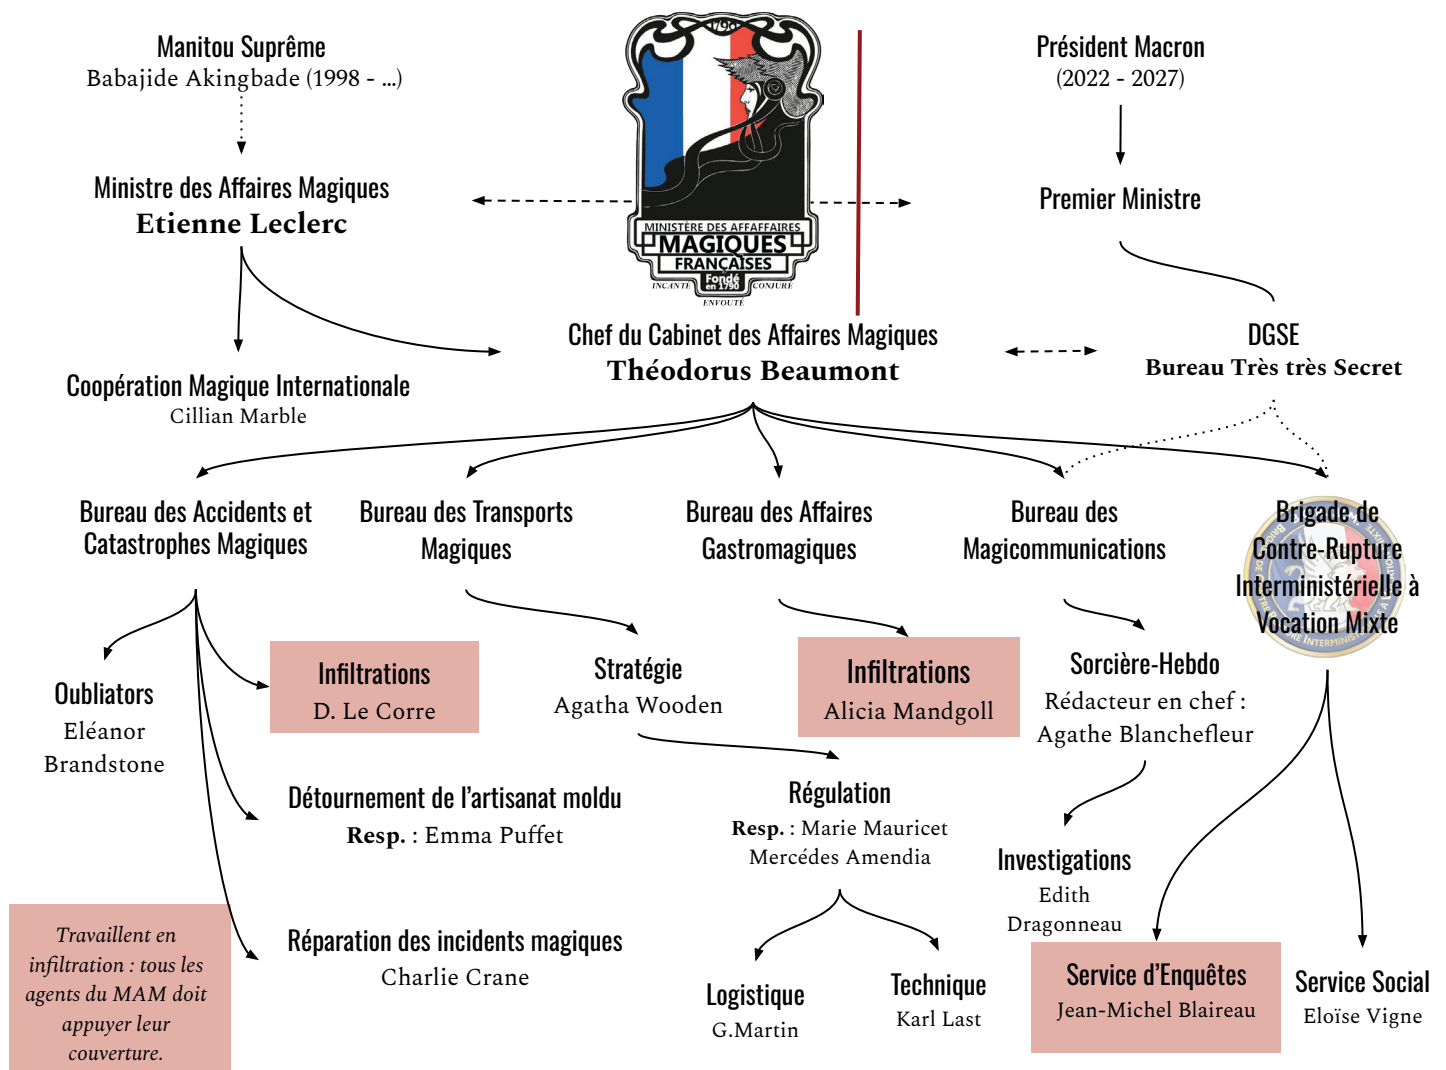 Manitou Suprême
Babajide Akingbade (1998 - ...)
1790
Président Macron
(2022 - 2027)
Ministre des Affaires Magiques
Etienne Leclerc
Premier Ministre
MINISTÈRE DES AFFAFFAIRES
MAGIQUES
FRANÇAISES
Fondé
en 1790
INCANTE
CONJURE
ENVOUTE
Chef du Cabinet des Affaires Magiques
Théodorus Beaumont
DGSE
Bureau Très très Secret
Coopération Magique Internationale
Cillian Marble
Bureau des Accidents et
Catastrophes Magiques
Bureau des Transports
Magiques
Bureau des Affaires
Gastromagiques
Bureau des
Magicommunications
Brigade de
Contre-Rupture
Interministérielle à
Vocation Mixte
Oubliators
Eléanor
Brandstone
Infiltrations
D. Le Corre
Stratégie
Agatha Wooden
Infiltrations
Alicia Mandgoll
Sorcière-Hebdo
Rédacteur en chef :
Agathe Blanchefleur
Détournement de l’artisanat moldu
Resp. : Emma Puffet
Régulation
Resp. : Marie Mauricet
Mercédes Amendia
Investigations
Edith
Dragonneau
Travaillent en
infiltration : tous les
agents du MAM doit
appuyer leur
couverture.
Réparation des incidents magiques
Charlie Crane
Logistique
G.Martin
Technique
Karl Last
Service d’Enquêtes
Jean-Michel Blaireau
Service Social
Eloïse Vigne